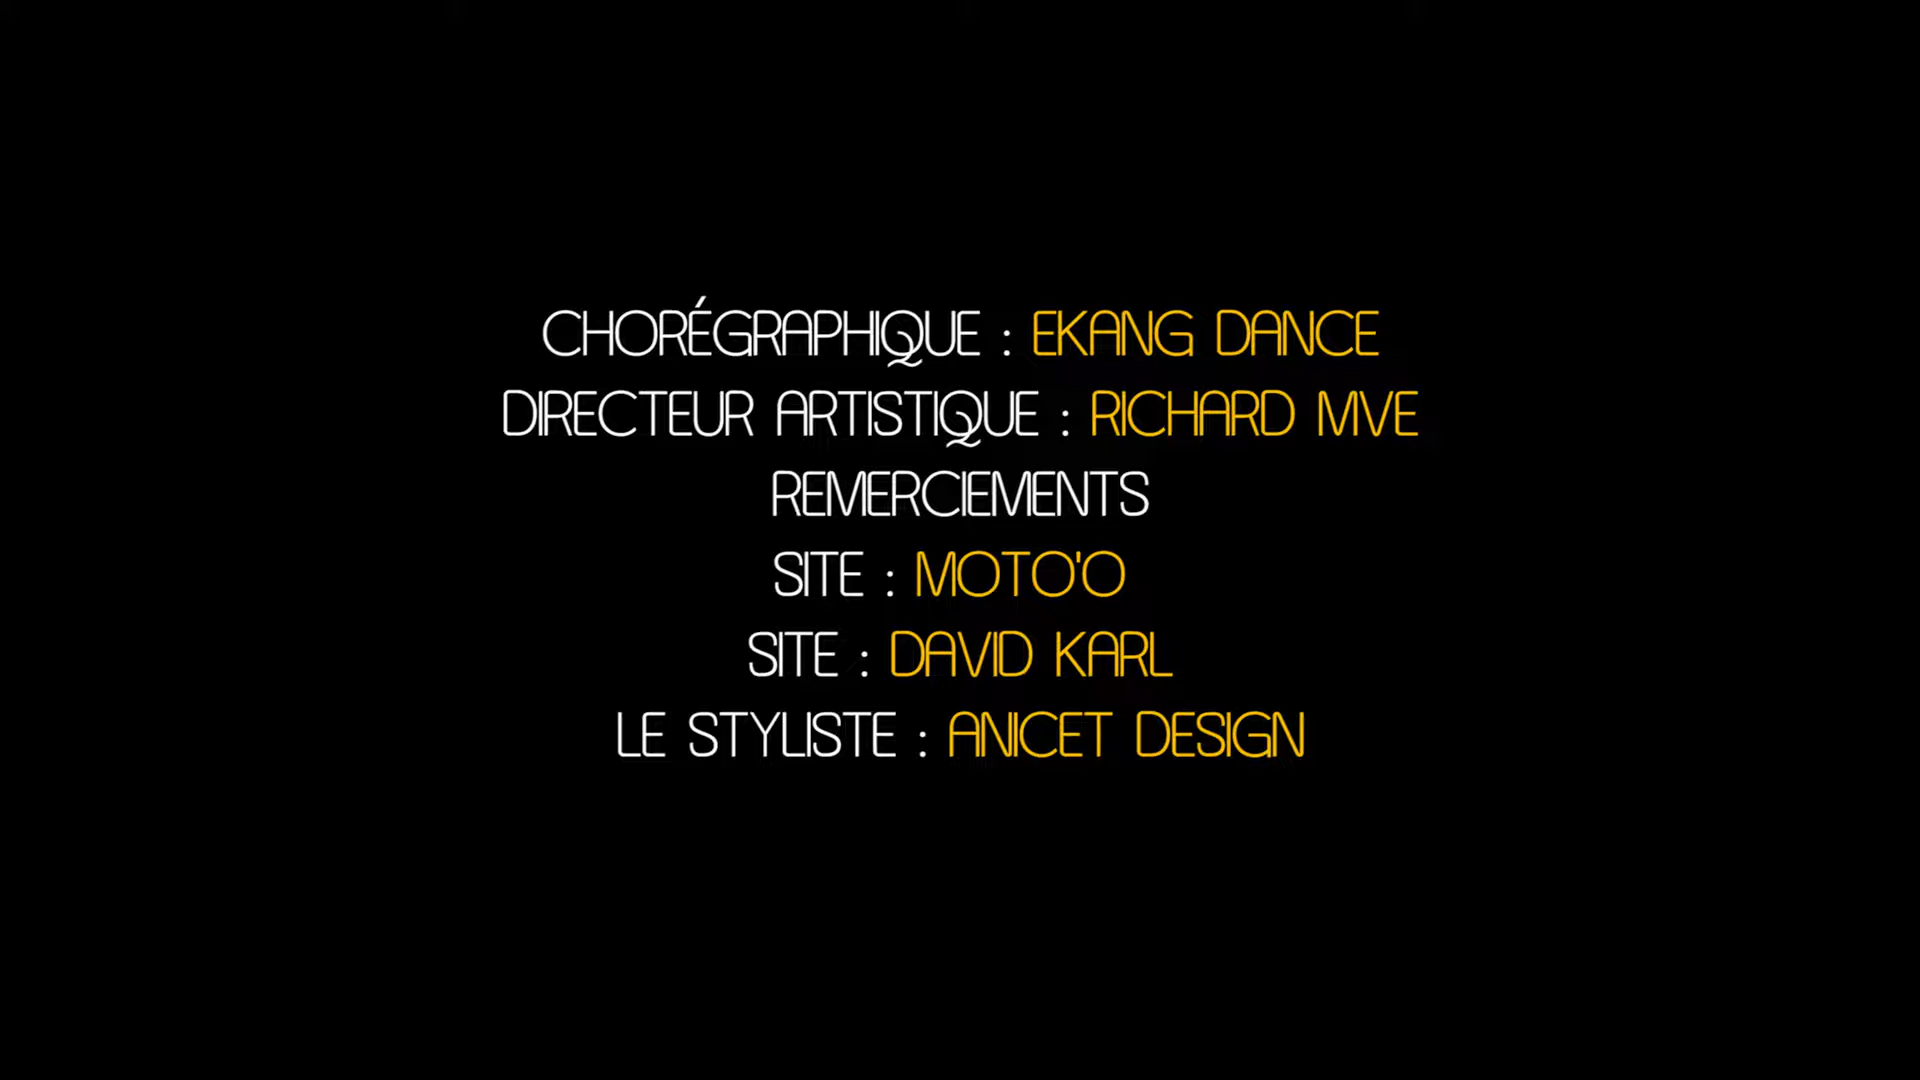 CHORÉGRAPHIQUE : EKANG DANCE
DIRECTEUR ARTISTIQUE : RICHARD MVE
REMERCIEMENTS
SITE : MOTO'O
SITE : DAVID KARL
LE STYLISTE : ANICET DESIGN